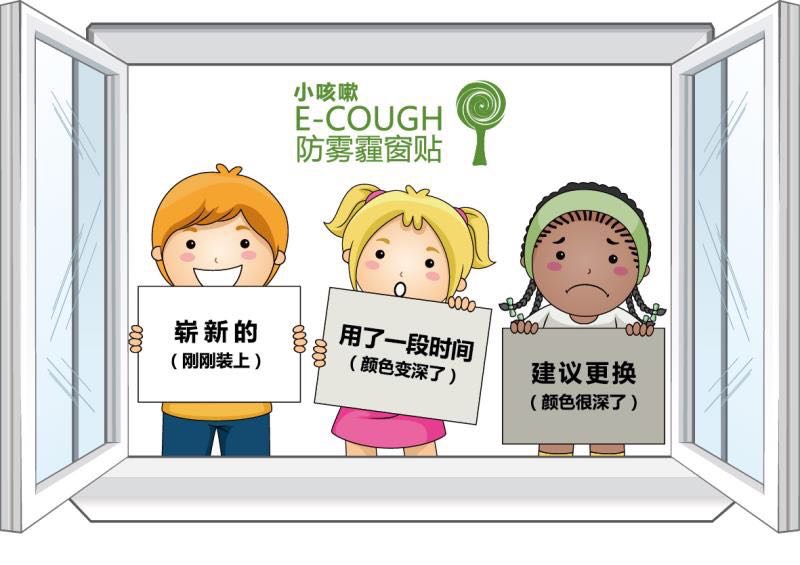 小咳嗽
E-COUGH
防雾霾窗贴
崭新的
（刚刚装上）
用了一段时间
（颜色变深了）
建议更换
（颜色很深了）